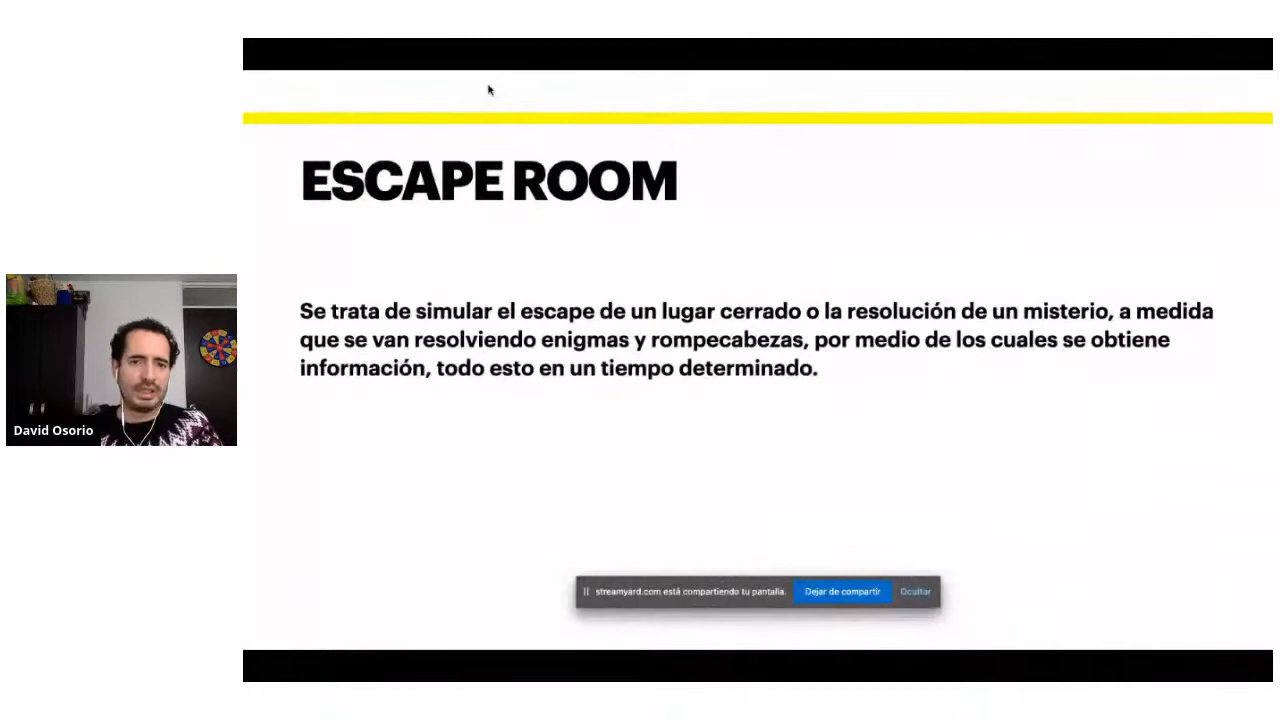 ESCAPE ROOM
Se trata de simular el escape de un lugar cerrado o la resolución de un misterio, a medida
que se van resolviendo enigmas y rompecabezas, por medio de los cuales se obtiene
información, todo esto en un tiempo determinado.
David Osorio
streamyard.com está compartiendo tu pantalla. Dejar de compartir Ocultar